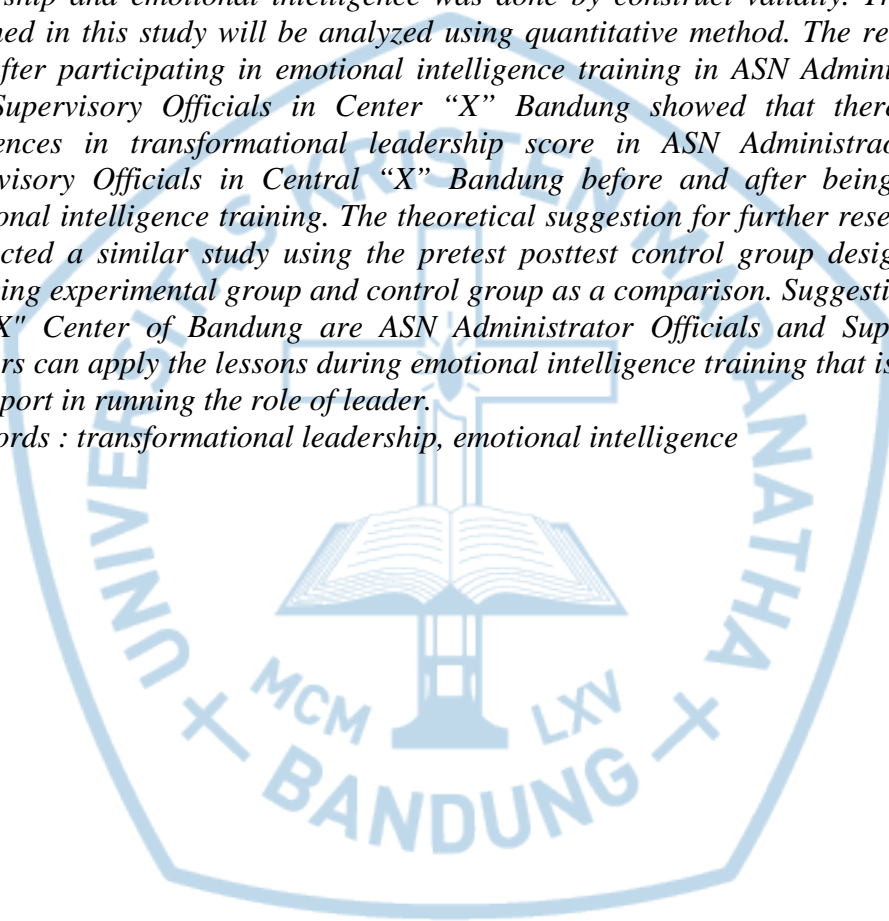 ship and emotional intelligence was done by construct validity. Th
ed in this study will be analyzed using quantitative method. The re
fter participating in emotional intelligence training in ASN Admini
Supervisory Officials in Center “X” Bandung showed that there
ences in transformational leadership score in ASN Administrao
visory Officials in Central “X” Bandung before and after being
onal intelligence training. The theoretical suggestion for further rese
cted a similar study using the pretest posttest control group desig
ing experimental group and control group as a comparison. Suggesti
X" Center of Bandung are ASN Administrator Officials and Sup
rs can apply the lessons during emotional intelligence training that is
port in running the role of leader.
ords : transformational leadership, emotional intelligence
UNIVERSITAS KRISTEN MARANATHA
MCM LXV
BANDUNG